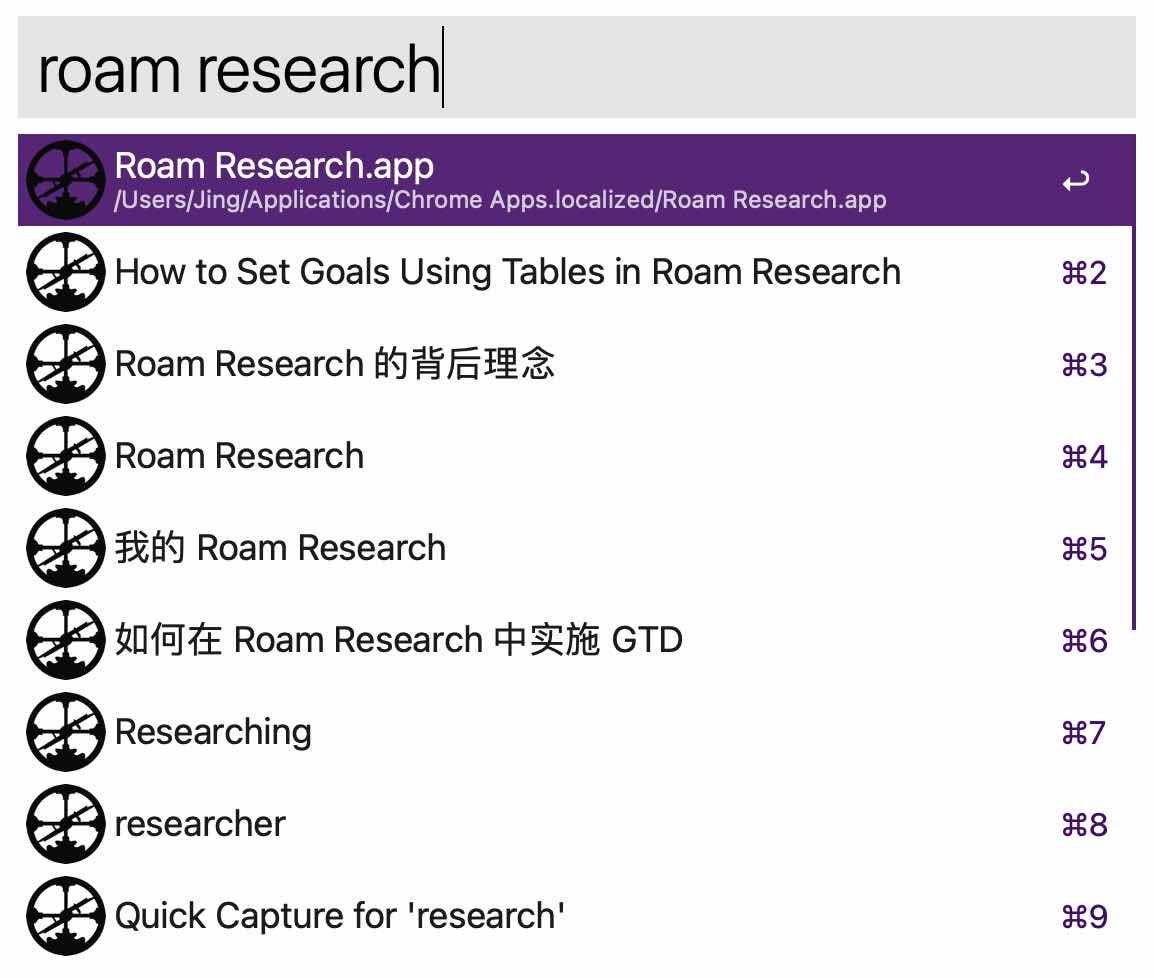 roam research
Roam Research.app
/Users/Jing/Applications/Chrome Apps.localized/Roam Research.app
How to Set Goals Using Tables in Roam Research ⌘2
Roam Research 的背后理念 ⌘3
Roam Research ⌘4
我的 Roam Research ⌘5
如何在 Roam Research 中实施 GTD ⌘6
Researching ⌘7
researcher ⌘8
Quick Capture for 'research' ⌘9